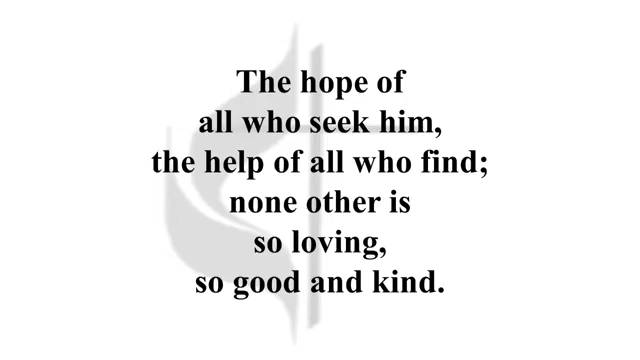 The hope of
all who seek him,
the help of all who find;
none other is
so loving,
so good and kind.